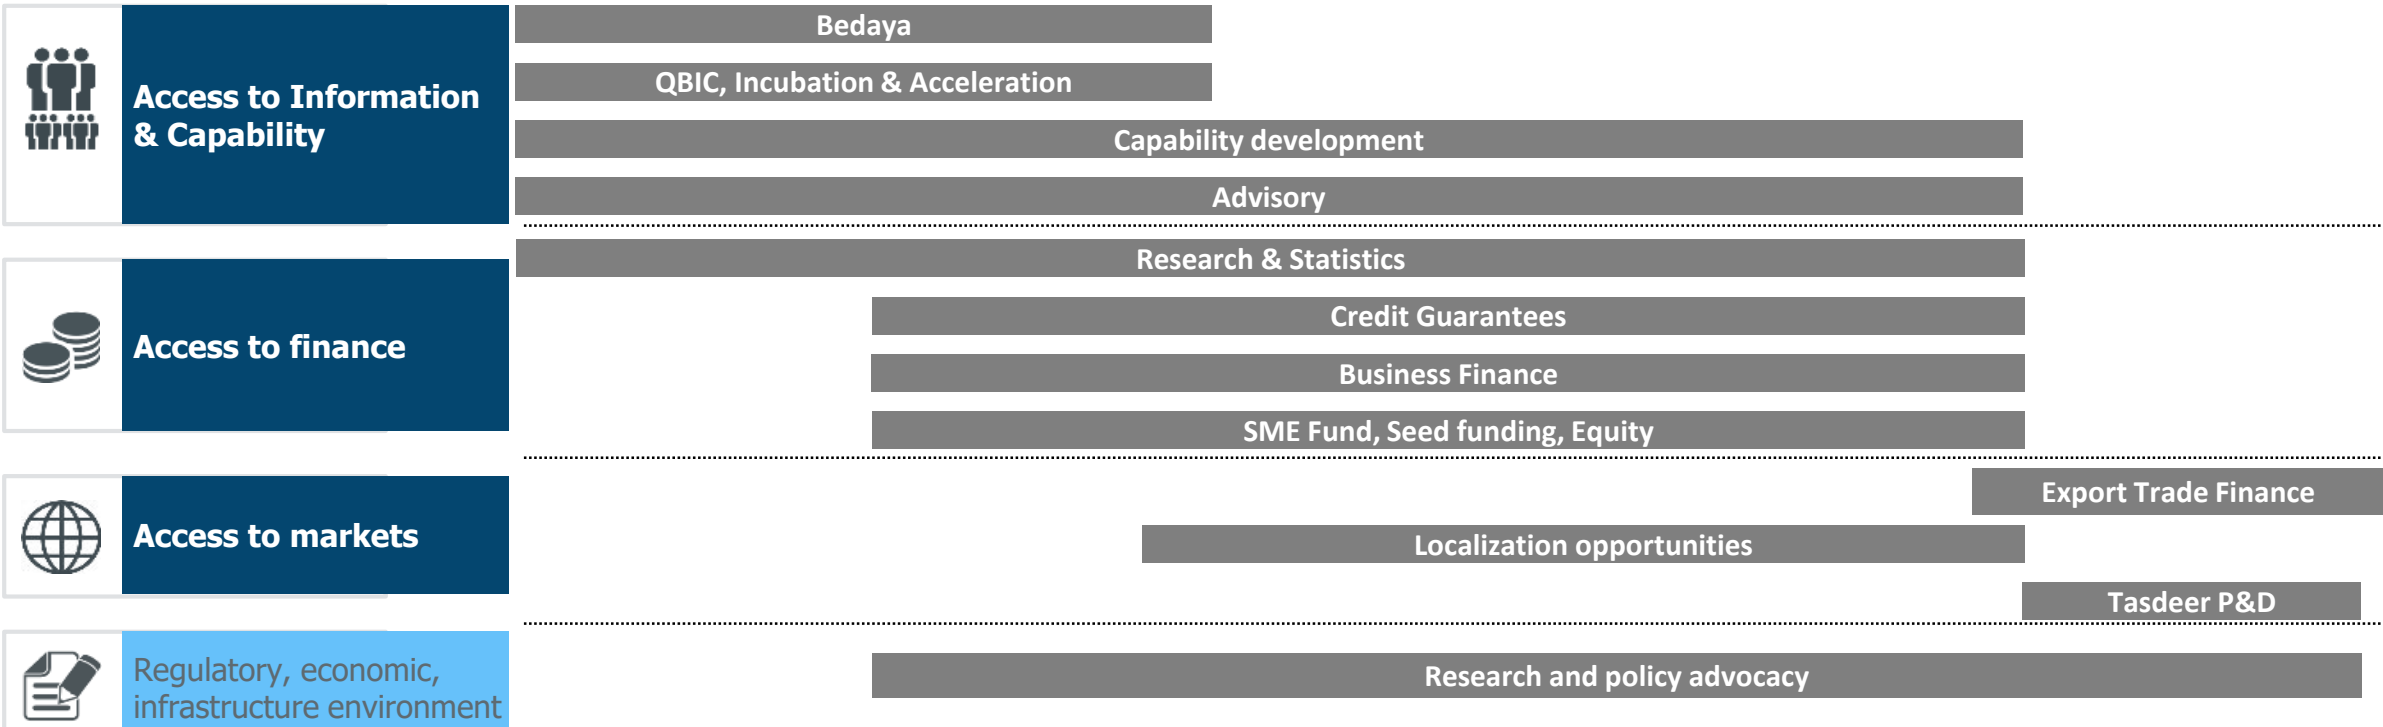 Access to Information
& Capability
Bedaya
QBIC, Incubation & Acceleration
Capability development
Advisory
Access to finance
Research & Statistics
Credit Guarantees
Business Finance
SME Fund, Seed funding, Equity
Access to markets
Export Trade Finance
Localization opportunities
Tasdeer P&D
Regulatory, economic,
infrastructure environment
Research and policy advocacy